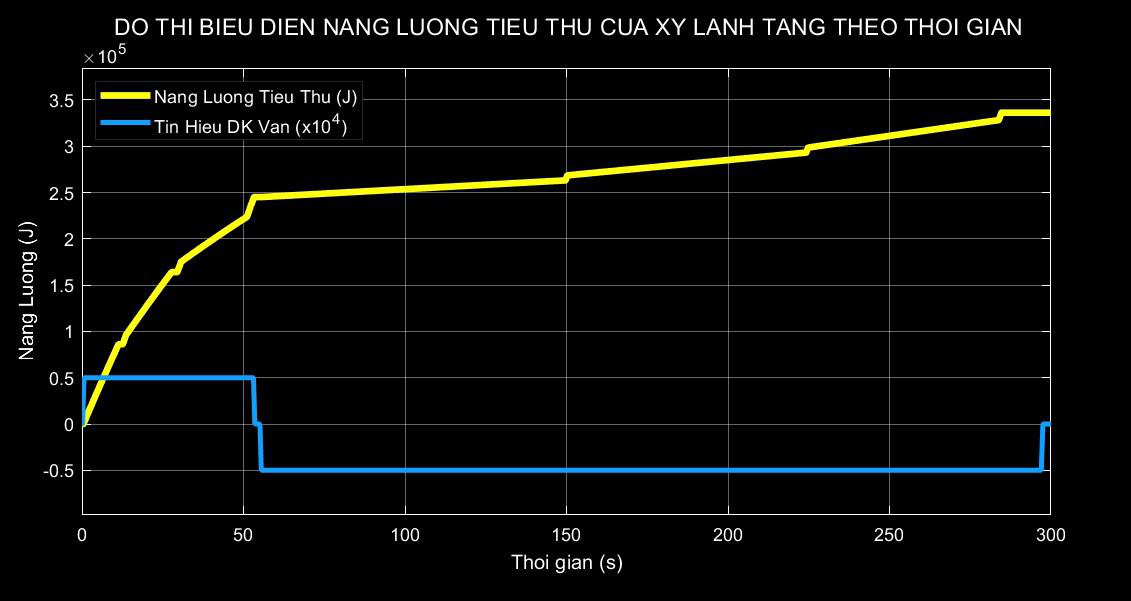 DO THI BIEU DIEN NANG LUONG TIEU THU CUA XY LANH TANG THEO THOI GIAN
×10^5
Nang Luong Tieu Thu (J)
Tin Hieu DK Van (x10^4)
3.5
3
2.5
2
1.5
1
0.5
0
-0.5
Nang Luong (J)
0 50 100 150 200 250 300
Thoi gian (s)